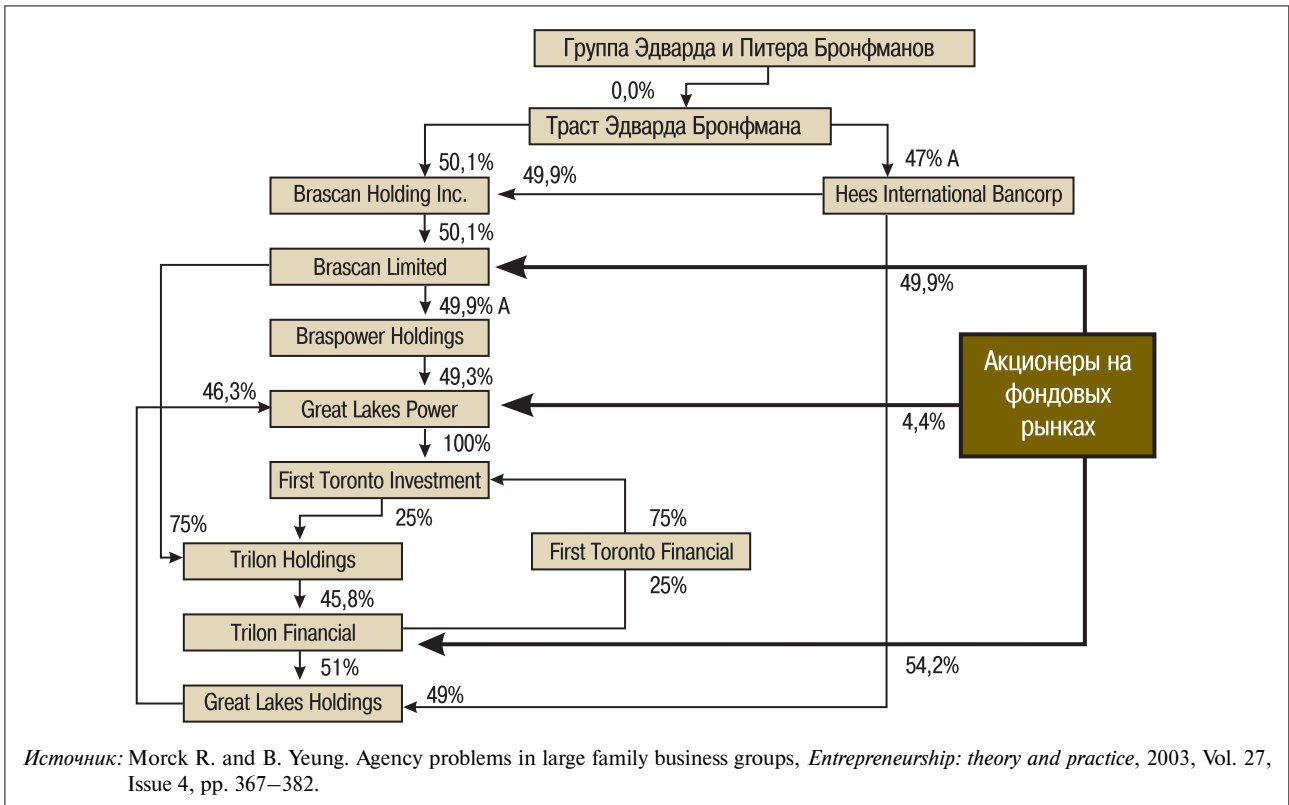 Группа Эдварда и Питера Бронфманов
0,0%
Траст Эдварда Бронфмана
50,1%
47% А
49,9%
Brascan Holding Inc.
Hees International Bancorp
50,1%
Brascan Limited
49,9%
49,9% А
Braspower Holdings
Акционеры на
фондовых
рынках
49,3%
46,3%
Great Lakes Power
4,4%
100%
First Toronto Investment
25%
75%
75%
First Toronto Financial
Trilon Holdings
25%
45,8%
Trilon Financial
51%
54,2%
Great Lakes Holdings
49%
Источник: Morck R. and B. Yeung. Agency problems in large family business groups, Entrepreneurship: theory and practice, 2003, Vol. 27,
Issue 4, pp. 367–382.